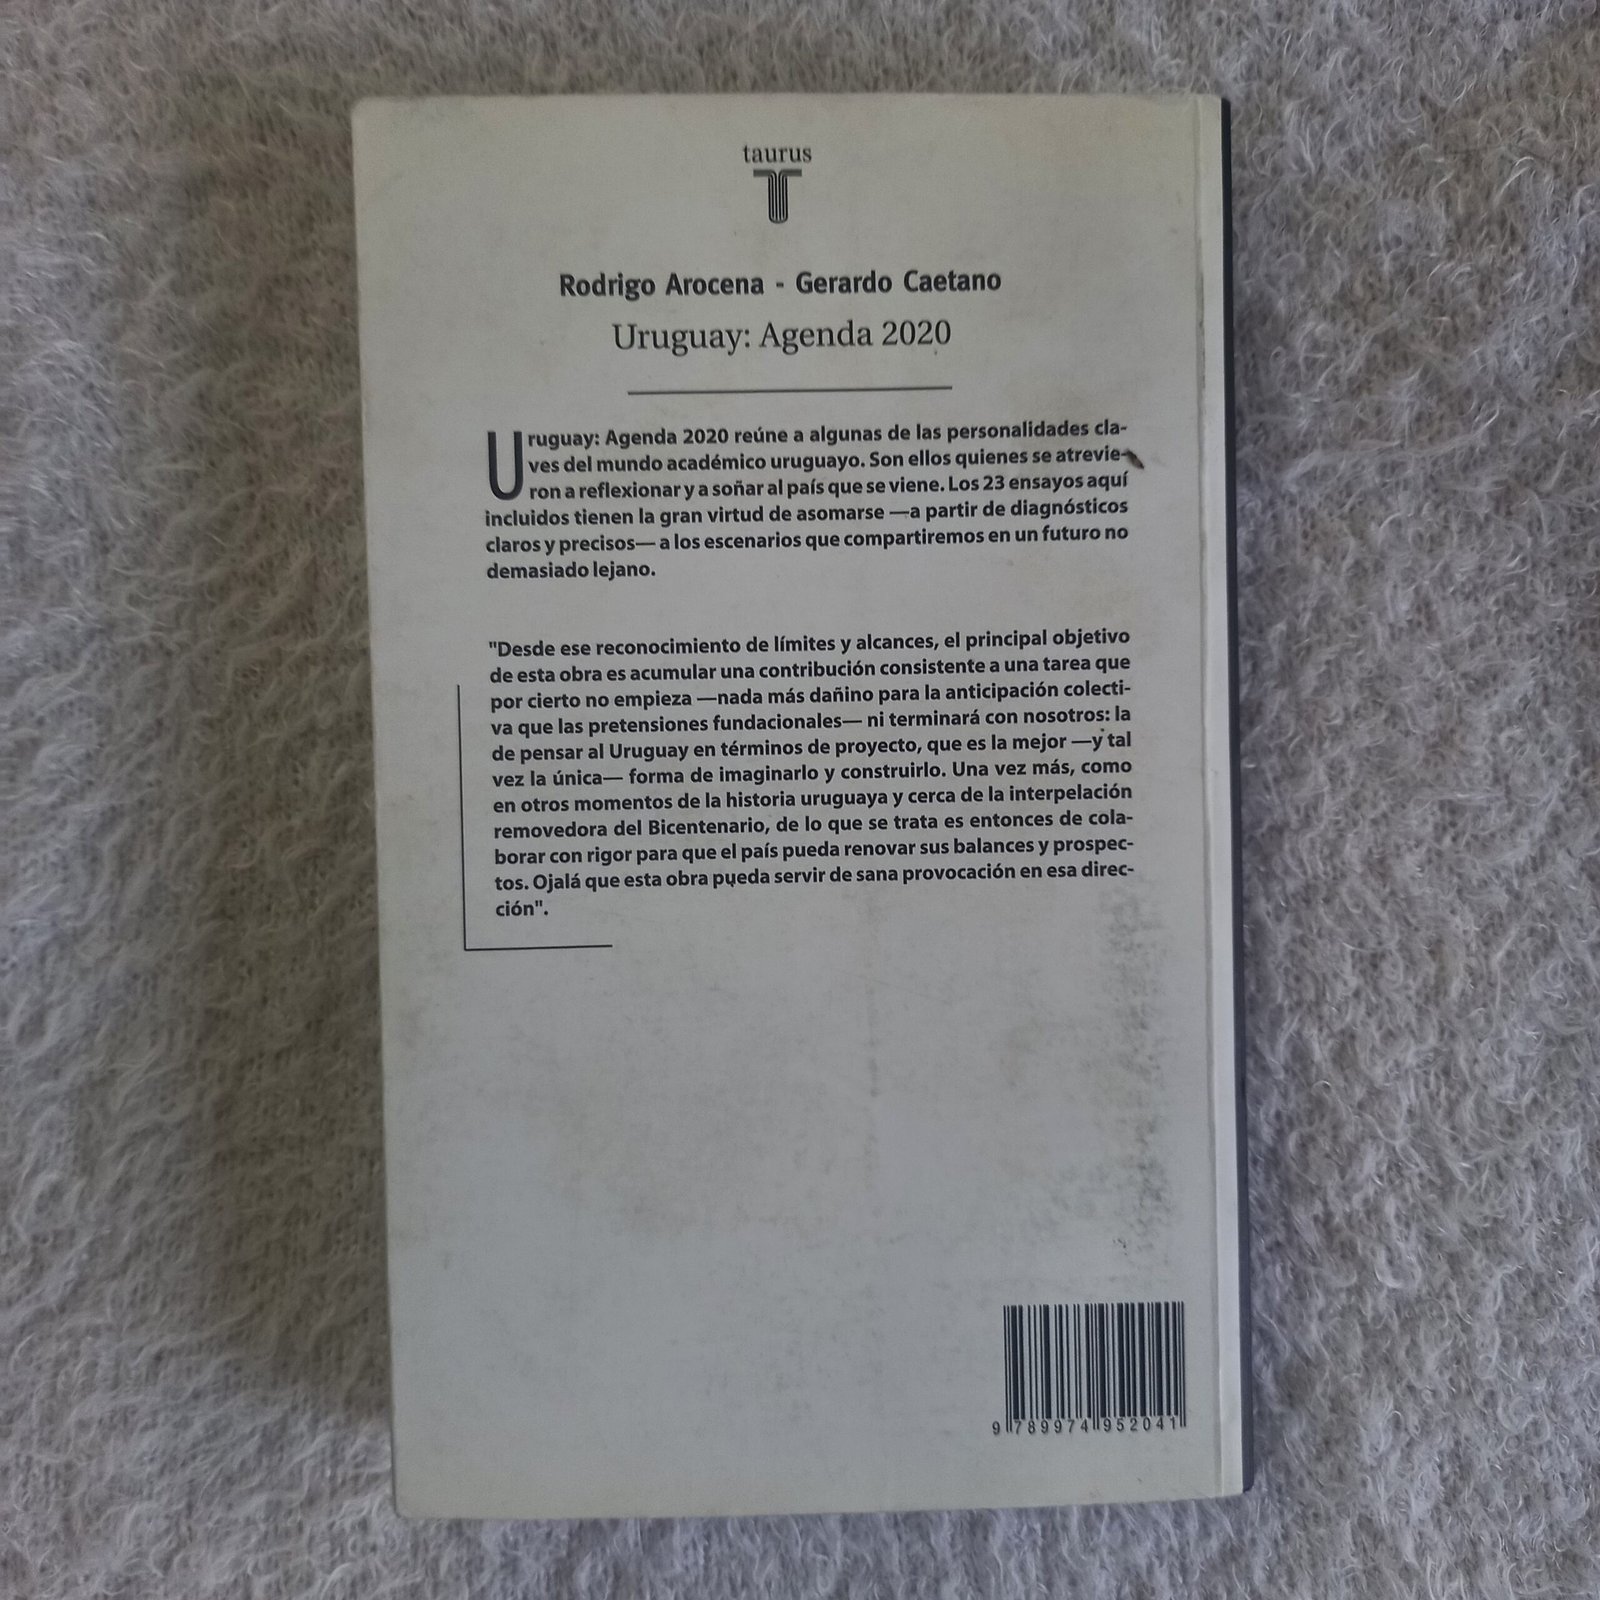 taurus
Rodrigo Arocena - Gerardo Caetano
Uruguay: Agenda 2020
Uruguay: Agenda 2020 reúne a algunas de las personalidades cla-
ves del mundo académico uruguayo. Son ellos quienes se atrevie-
ron a reflexionar y a soñar al país que se viene. Los 23 ensayos aquí
incluidos tienen la gran virtud de asomarse —a partir de diagnósticos
claros y precisos— a los escenarios que compartiremos en un futuro no
demasiado lejano.
"Desde ese reconocimiento de límites y alcances, el principal objetivo
de esta obra es acumular una contribución consistente a una tarea que
por cierto no empieza —nada más dañino para la anticipación colecti-
va que las pretensiones fundacionales— ni terminará con nosotros: la
de pensar al Uruguay en términos de proyecto, que es la mejor —y tal
vez la única— forma de imaginarlo y construirlo. Una vez más, como
en otros momentos de la historia uruguaya y cerca de la interpelación
removedora del Bicentenario, de lo que se trata es entonces de cola-
borar con rigor para que el país pueda renovar sus balances y prospec-
tos. Ojalá que esta obra pueda servir de sana provocación en esa direc-
ción".
9 789974 952041